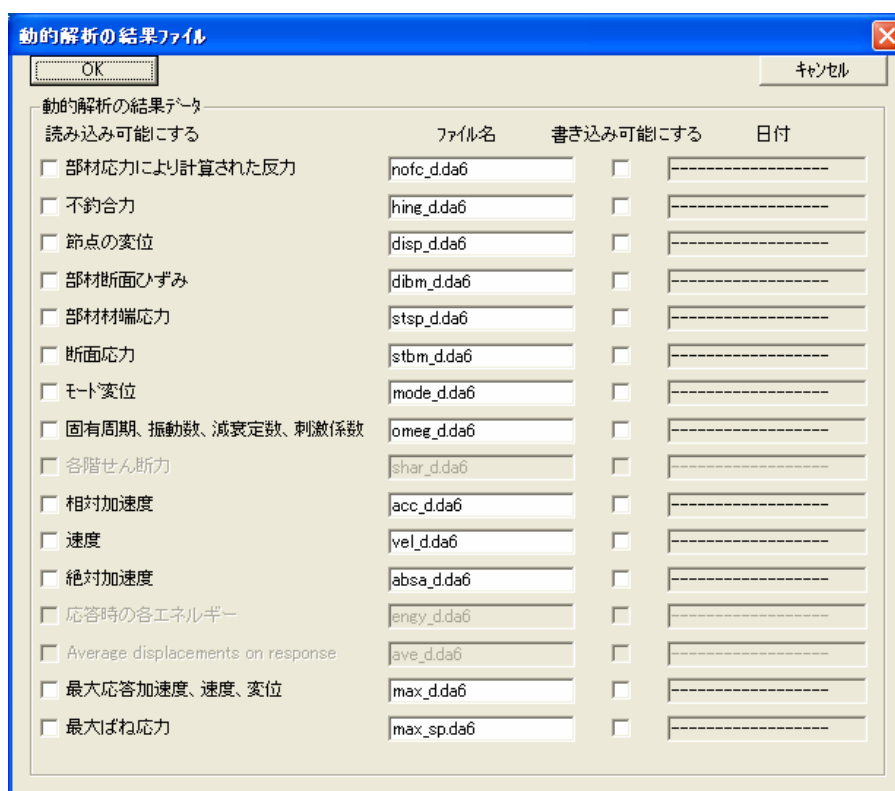 動的解析の結果ファイル
OK キャンセル
動的解析の結果データ
読み込み可能にする ファイル名 書き込み可能にする 日付
部材応力により計算された反力 nofc_d.da6 -------------------
不釣合力 hing_d.da6 -------------------
節点の変位 disp_d.da6 -------------------
部材断面ひずみ dibm_d.da6 -------------------
部材材端応力 stsp_d.da6 -------------------
断面応力 stbm_d.da6 -------------------
モード変位 mode_d.da6 -------------------
固有周期、振動数、減衰定数、刺激係数 omeg_d.da6 -------------------
各階せん断力 shar_d.da6 -------------------
相対加速度 acc_d.da6 -------------------
速度 vel_d.da6 -------------------
絶対加速度 absa_d.da6 -------------------
応答時の各エネルギー engy_d.da6 -------------------
Average displacements on response ave_d.da6 -------------------
最大応答加速度、速度、変位 max_d.da6 -------------------
最大ばね応力 max_sp.da6 -------------------